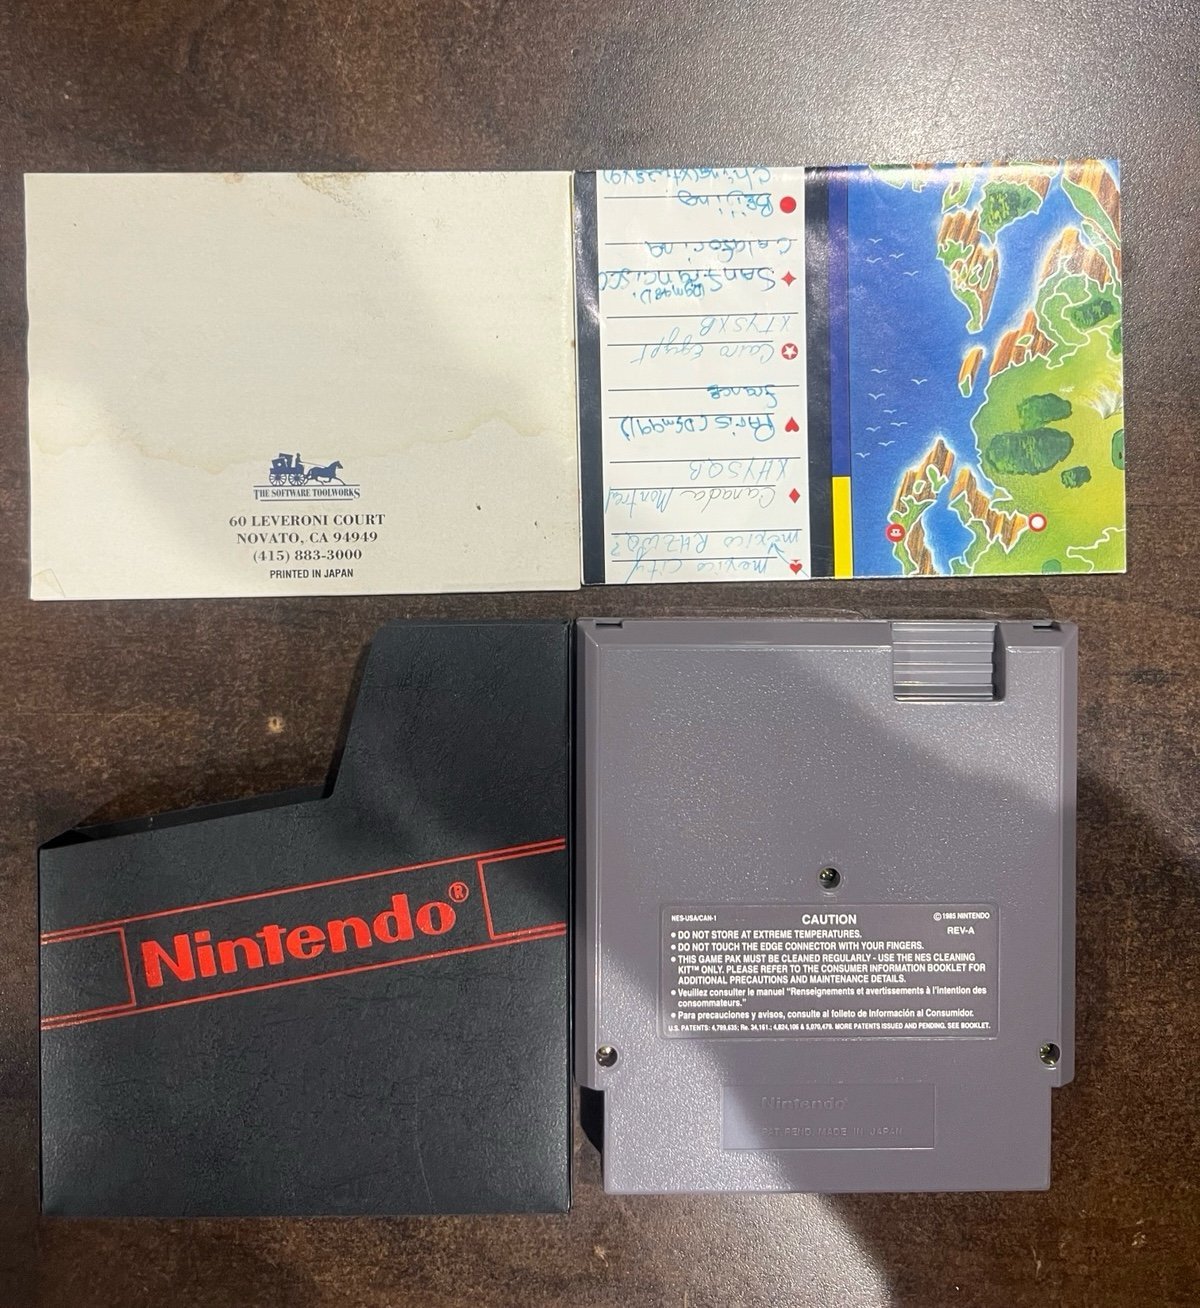 THE SOFTWARE TOOLWORKS
60 LEVERONI COURT
NOVATO, CA 94949
(415) 883-3000
PRINTED IN JAPAN
mexico city
mexico
Canada Montreal
XHYSQB
Paris
france
Cairo Egypt
XTYSXB
San
Beijing
Nintendo®
NES-USA/CAN-1
CAUTION
©1985 NINTENDO
REV-A
• DO NOT STORE AT EXTREME TEMPERATURES.
• DO NOT TOUCH THE EDGE CONNECTOR WITH YOUR FINGERS.
• THIS GAME PAK MUST BE CLEANED REGULARLY - USE THE NES CLEANING
KIT™ ONLY. PLEASE REFER TO THE CONSUMER INFORMATION BOOKLET FOR
ADDITIONAL PRECAUTIONS AND MAINTENANCE DETAILS.
• Veuillez consulter le manuel "Renseignements et avertissements à l'intention des
consommateurs."
• Para precauciones y avisos, consulte al folleto de Información al Consumidor.
U.S. PATENTS: 4,799,635; Re. 34,161; 4,824,106 & 5,070,479. MORE PATENTS ISSUED AND PENDING. SEE BOOKLET.
Nintendo®
PAT. PEND. MADE IN JAPAN